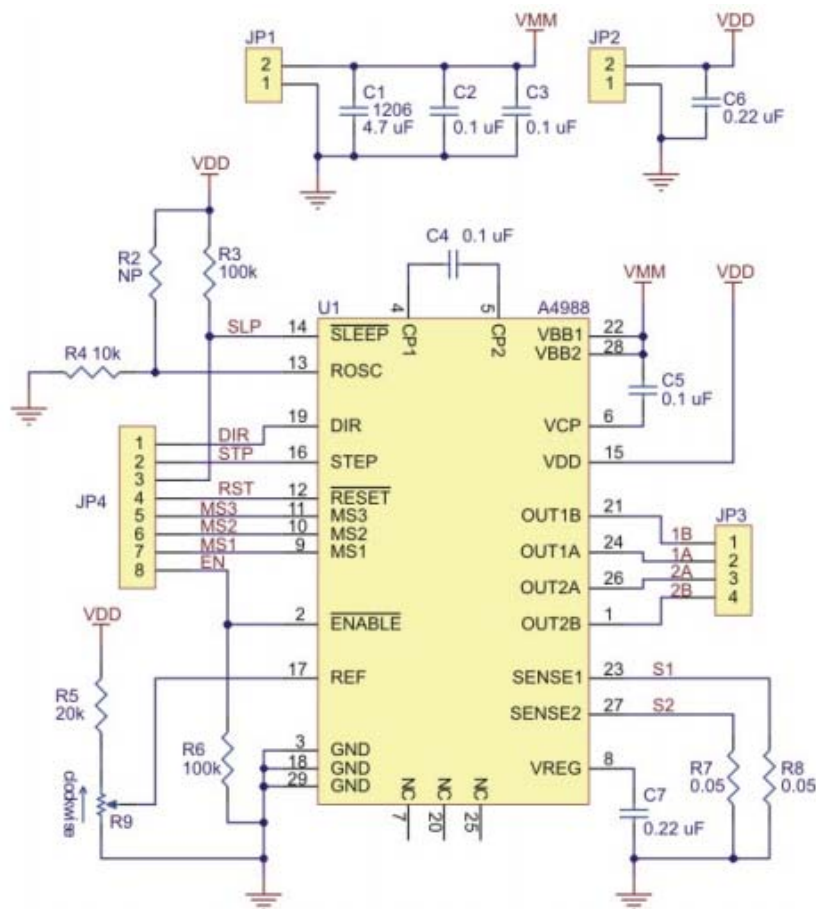 JP1
2
1
VMM
C1
1206
4.7 uF
C2
0.1 uF
C3
0.1 uF
JP2
2
1
VDD
C6
0.22 uF
VDD
R2
NP
R3
100k
R4 10k
C4 0.1 uF
4
5
CP1
CP2
U1
A4988
VMM
VDD
SLP
14
SLEEP
13
ROSC
19
DIR
16
STEP
12
RESET
11
MS3
10
MS2
9
MS1
2
ENABLE
17
REF
3
GND
18
GND
29
GND
JP4
1
2
3
4
5
6
7
8
DIR
STP
RST
MS3
MS2
MS1
EN
VDD
R5
20k
clockwise
R9
R6
100k
NC
7
NC
20
NC
25
VBB1
22
VBB2
28
C5
0.1 uF
VCP
6
VDD
15
OUT1B
21
OUT1A
24
OUT2A
26
OUT2B
1
JP3
1B
1A
2A
2B
1
2
3
4
SENSE1
23
S1
SENSE2
27
S2
VREG
8
C7
0.22 uF
R7
0.05
R8
0.05